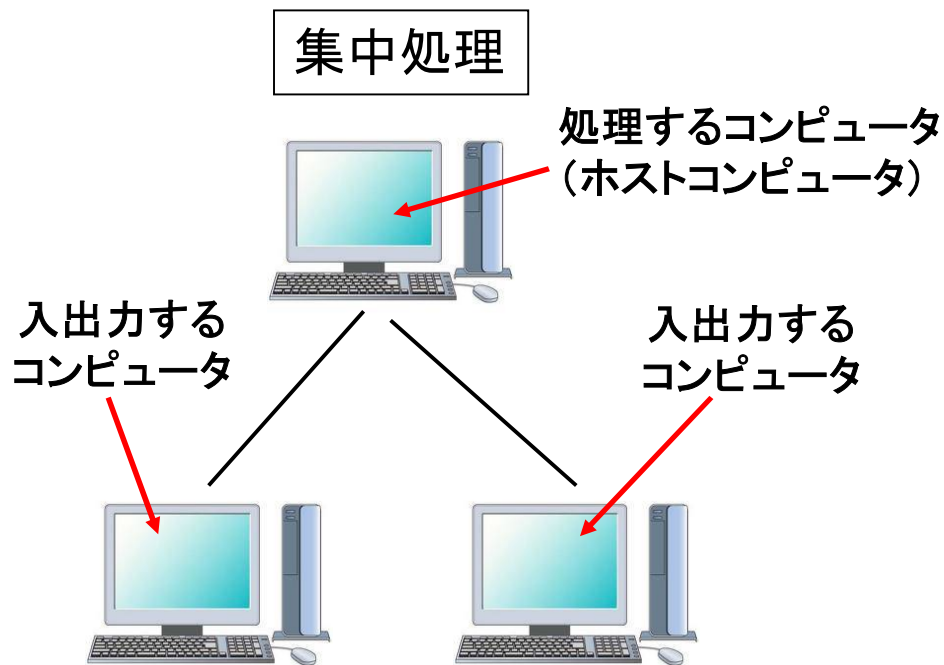 集中処理
処理するコンピュータ
（ホストコンピュータ）
入出力する
コンピュータ
入出力する
コンピュータ